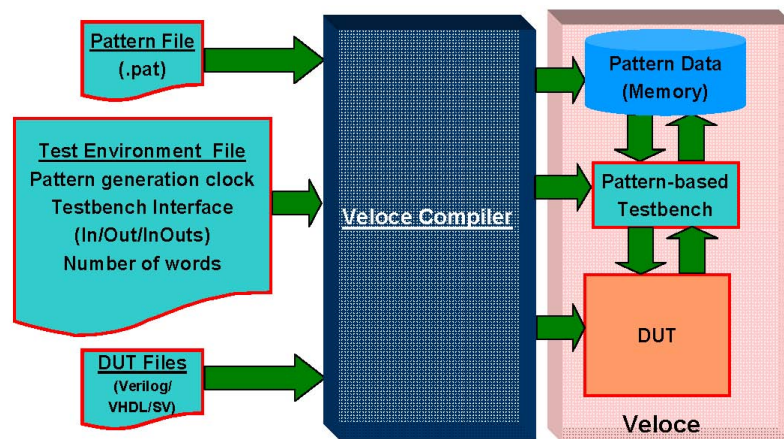 Pattern File
(.pat)
Test Environment File
Pattern generation clock
Testbench Interface
(In/Out/InOuts)
Number of words
DUT Files
(Verilog/
VHDL/SV)
Veloce Compiler
Pattern Data
(Memory)
Pattern-based
Testbench
DUT
Veloce